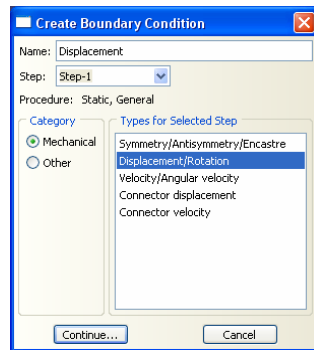 Create Boundary Condition
Name: Displacement
Step: Step-1
Procedure: Static, General
Category
Mechanical
Other
Types for Selected Step
Symmetry/Antisymmetry/Encastre
Displacement/Rotation
Velocity/Angular velocity
Connector displacement
Connector velocity
Continue... Cancel